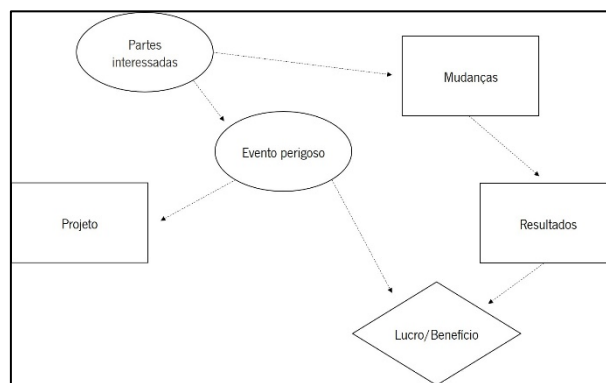 Partes
interessadas
Mudanças
Evento perigoso
Projeto
Resultados
Lucro/Benefício